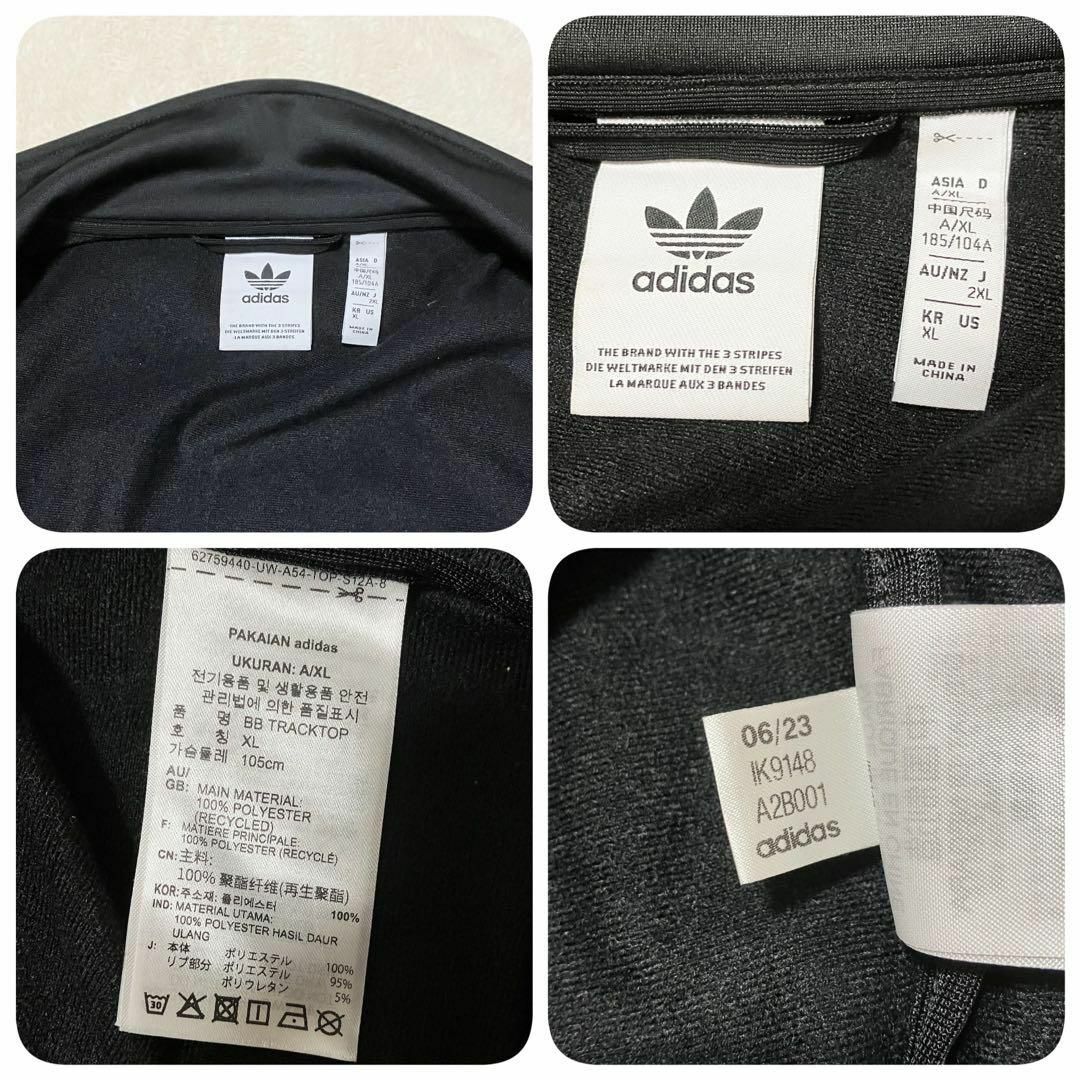 adidas
THE BRAND WITH THE 3 STRIPES
DIE WELTMARKE MIT DEN 3 STREIFEN
LA MARQUE AUX 3 BANDES
ASIA D
A/XL
中国尺码
A/XL
185/104A
AU/NZ J
2XL
KR US
XL
MADE IN
CHINA
adidas
THE BRAND WITH THE 3 STRIPES
DIE WELTMARKE MIT DEN 3 STREIFEN
LA MARQUE AUX 3 BANDES
ASIA D
A/XL
中国尺码
A/XL
185/104A
AU/NZ J
2XL
KR US
XL
MADE IN
CHINA
62759440-UW-A54-TOP-S12A-8
PAKAIAN adidas
UKURAN: A/XL
전기용품 및 생활용품 안전
관리법에 의한 품질표시
품 명 BB TRACKTOP
호 칭 XL
가슴둘레 105cm
AU/
GB: MAIN MATERIAL:
100% POLYESTER
(RECYCLED)
F: MATIERE PRINCIPALE:
100% POLYESTER (RECYCLÉ)
CN: 主料:
100% 聚酯纤维(再生聚酯)
KOR: 주소재: 폴리에스터 100%
IND: MATERIAL UTAMA:
100% POLYESTER HASIL DAUR
ULANG
J: 本体 ポリエステル 100%
リブ部分 ポリエステル 95%
ポリウレタン 5%
30
06/23
IK9148
A2B001
adidas